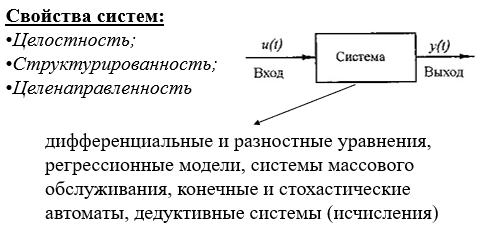 Свойства систем:
•Целостность;
•Структурированность;
•Целенаправленность
u(t)
Вход
Система
y(t)
Выход
дифференциальные и разностные уравнения,
регрессионные модели, системы массового
обслуживания, конечные и стохастические
автоматы, дедуктивные системы (исчисления)